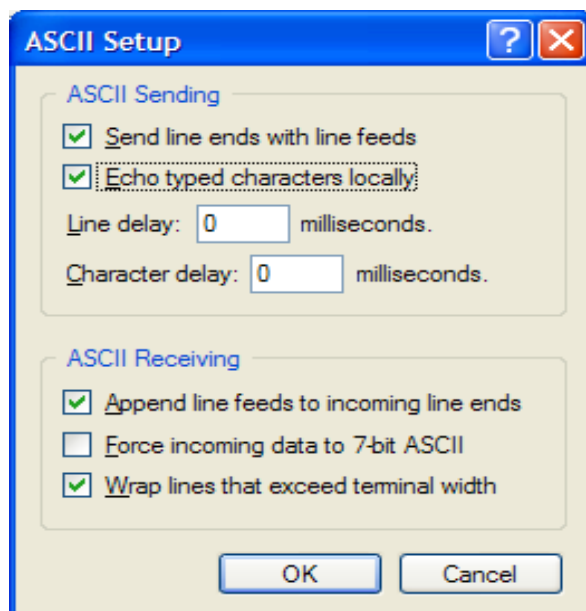 ASCII Setup
ASCII Sending
Send line ends with line feeds
Echo typed characters locally
Line delay: 0 milliseconds.
Character delay: 0 milliseconds.
ASCII Receiving
Append line feeds to incoming line ends
Force incoming data to 7-bit ASCII
Wrap lines that exceed terminal width
OK Cancel